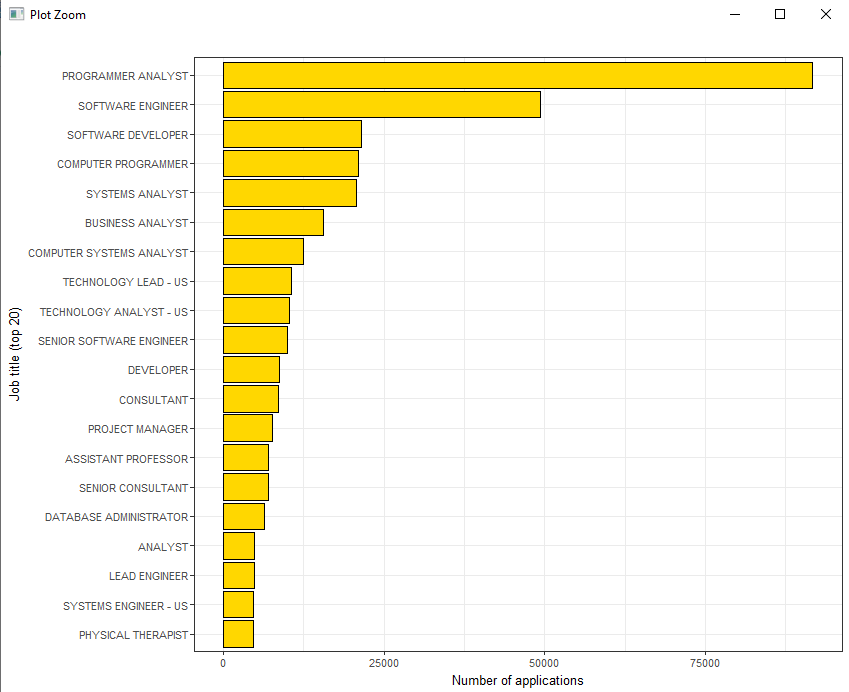 Plot Zoom
Job title (top 20)
PROGRAMMER ANALYST
SOFTWARE ENGINEER
SOFTWARE DEVELOPER
COMPUTER PROGRAMMER
SYSTEMS ANALYST
BUSINESS ANALYST
COMPUTER SYSTEMS ANALYST
TECHNOLOGY LEAD - US
TECHNOLOGY ANALYST - US
SENIOR SOFTWARE ENGINEER
DEVELOPER
CONSULTANT
PROJECT MANAGER
ASSISTANT PROFESSOR
SENIOR CONSULTANT
DATABASE ADMINISTRATOR
ANALYST
LEAD ENGINEER
SYSTEMS ENGINEER - US
PHYSICAL THERAPIST
0 25000 50000 75000
Number of applications